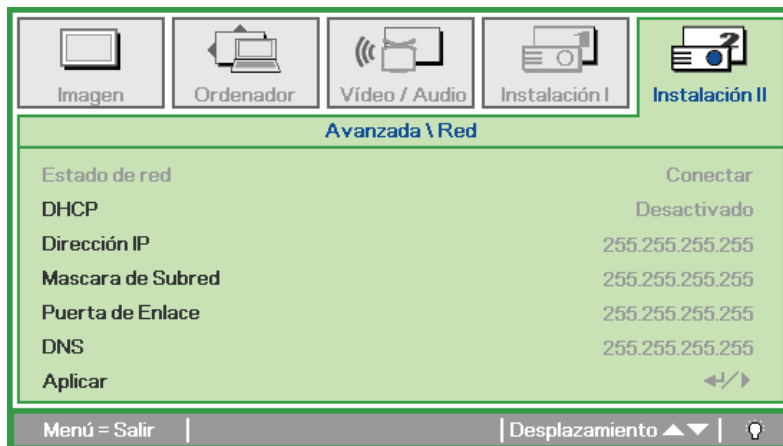 Imagen Ordenador Vídeo / Audio Instalación I Instalación II
Avanzada \ Red
Estado de red Conectar
DHCP Desactivado
Dirección IP 255.255.255.255
Mascara de Subred 255.255.255.255
Puerta de Enlace 255.255.255.255
DNS 255.255.255.255
Aplicar
Menú = Salir Desplazamiento